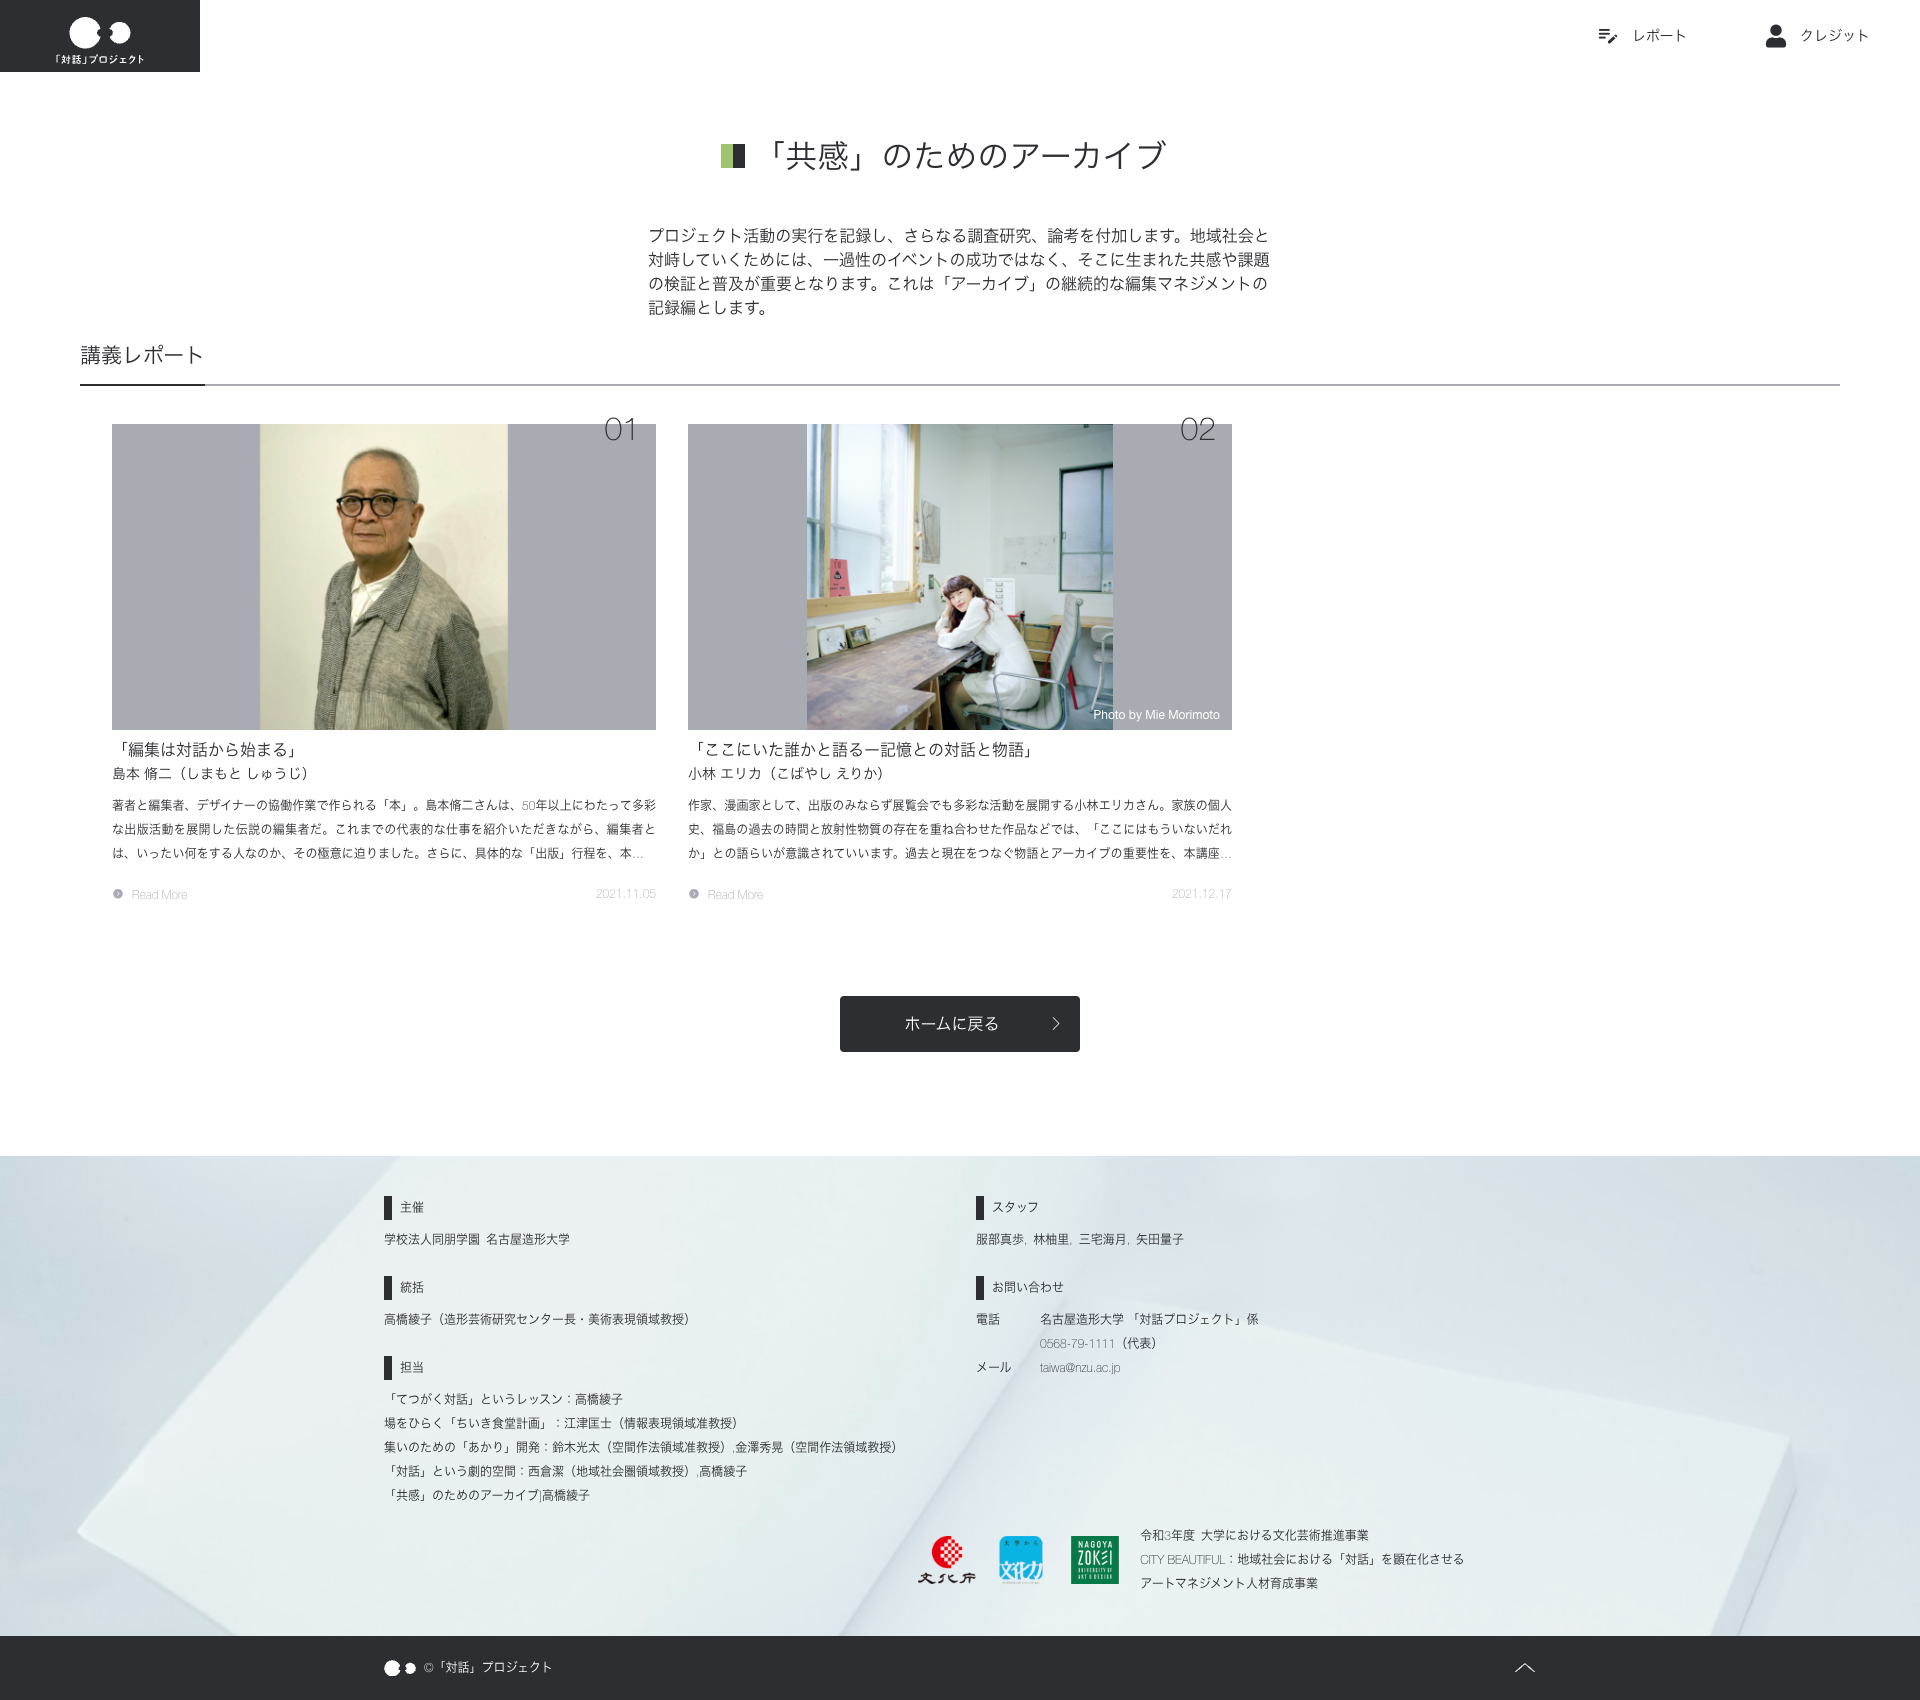 「対話」プロジェクト
レポート
クレジット
「共感」のためのアーカイブ
プロジェクト活動の実行を記録し、さらなる調査研究、論考を付加します。地域社会と
対峙していくためには、一過性のイベントの成功ではなく、そこに生まれた共感や課題
の検証と普及が重要となります。これは「アーカイブ」の継続的な編集マネジメントの
記録編とします。
講義レポート
01
「編集は対話から始まる」
島本 脩二（しまもと しゅうじ）
著者と編集者、デザイナーの協働作業で作られる「本」。島本脩二さんは、50年以上にわたって多彩
な出版活動を展開した伝説の編集者だ。これまでの代表的な仕事を紹介いただきながら、編集者と
は、いったい何をする人なのか、その極意に迫りました。さらに、具体的な「出版」行程を、本…
Read More
2021.11.05
02
Photo by Mie Morimoto
「ここにいた誰かと語るー記憶との対話と物語」
小林 エリカ（こばやし えりか）
作家、漫画家として、出版のみならず展覧会でも多彩な活動を展開する小林エリカさん。家族の個人
史、福島の過去の時間と放射性物質の存在を重ね合わせた作品などでは、「ここにはもういないだれ
か」との語らいが意識されていいます。過去と現在をつなぐ物語とアーカイブの重要性を、本講座…
Read More
2021.12.17
ホームに戻る
主催
学校法人同朋学園 名古屋造形大学
統括
高橋綾子（造形芸術研究センター長・美術表現領域教授）
担当
「てつがく対話」というレッスン：高橋綾子
場をひらく「ちいき食堂計画」：江津匡士（情報表現領域准教授）
集いのための「あかり」開発：鈴木光太（空間作法領域准教授）,金澤秀晃（空間作法領域教授）
「対話」という劇的空間：西倉潔（地域社会圏領域教授）,高橋綾子
「共感」のためのアーカイブ|高橋綾子
スタッフ
服部真歩, 林柚里, 三宅海月, 矢田量子
お問い合わせ
電話 名古屋造形大学 「対話プロジェクト」係
0568-79-1111（代表）
メール taiwa@nzu.ac.jp
文化庁
大学から
文化力
NAGOYA
ZOKEI
UNIVERSITY OF
ART & DESIGN
令和3年度 大学における文化芸術推進事業
CITY BEAUTIFUL：地域社会における「対話」を顕在化させる
アートマネジメント人材育成事業
©「対話」プロジェクト